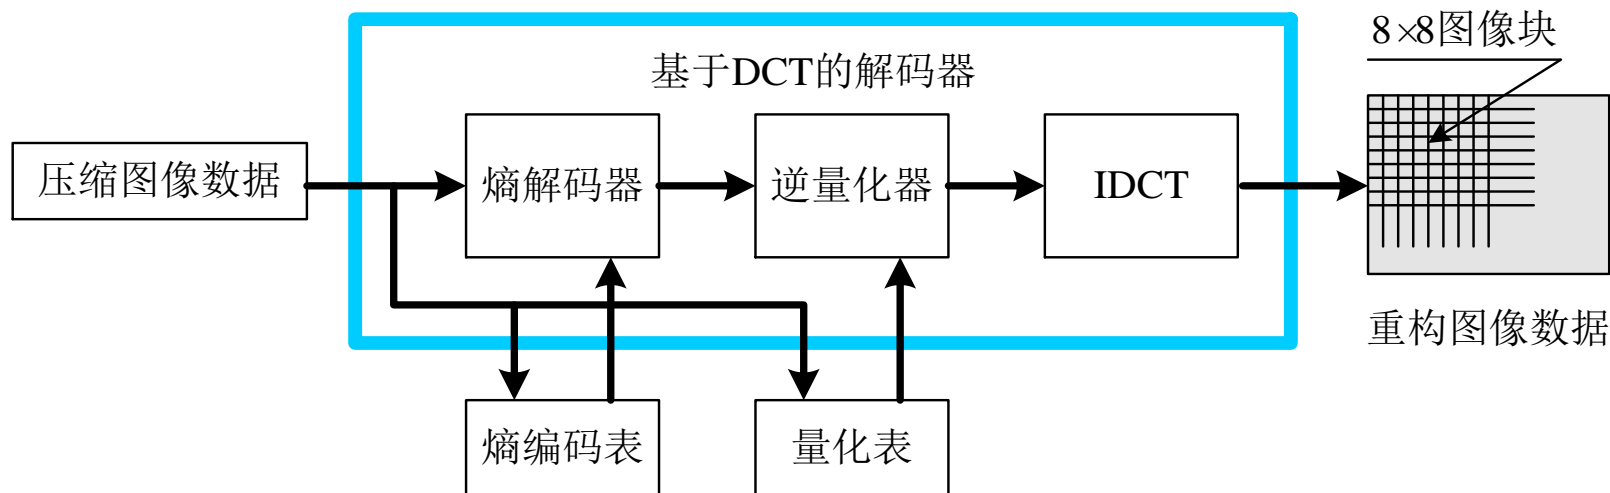 8×8图像块
基于DCT的解码器
压缩图像数据
熵解码器
逆量化器
IDCT
重构图像数据
熵编码表
量化表